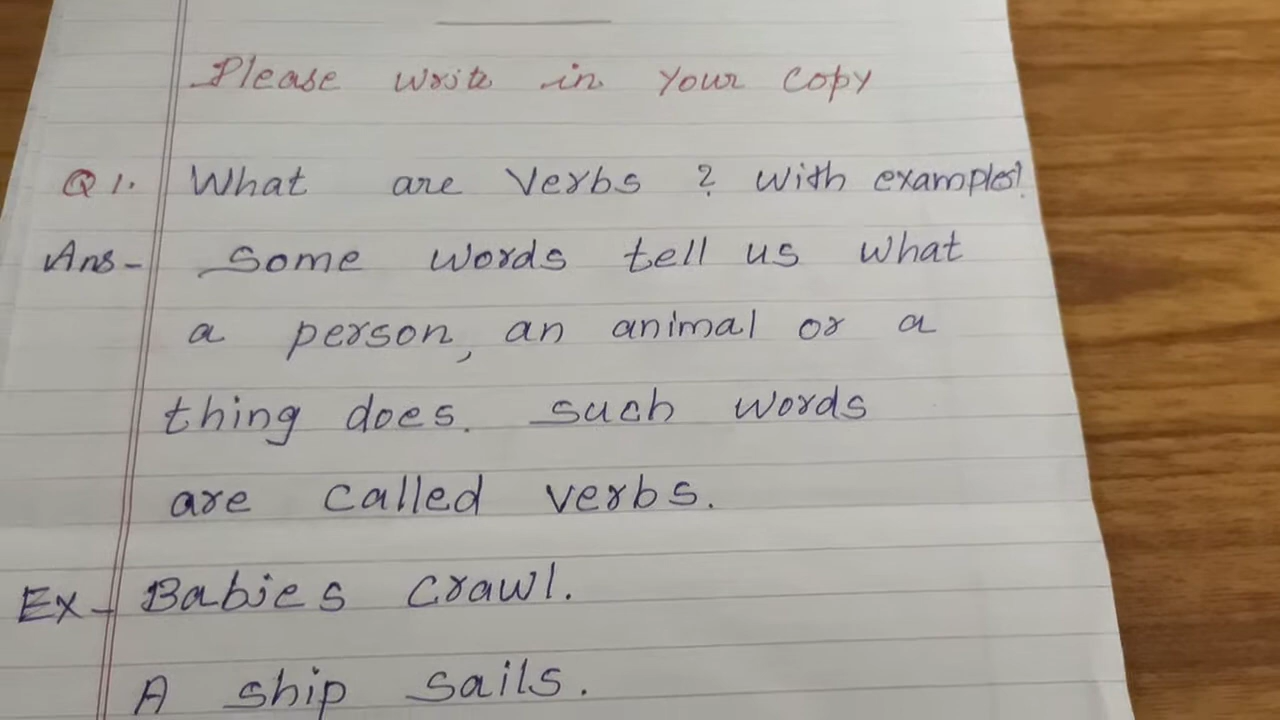 Please write in Your Copy
Q 1. What are Verbs ? with examples?
Ans- Some words tell us what
a person, an animal or a
thing does. Such words
are called verbs.
Ex- Babies crawl.
A ship sails.